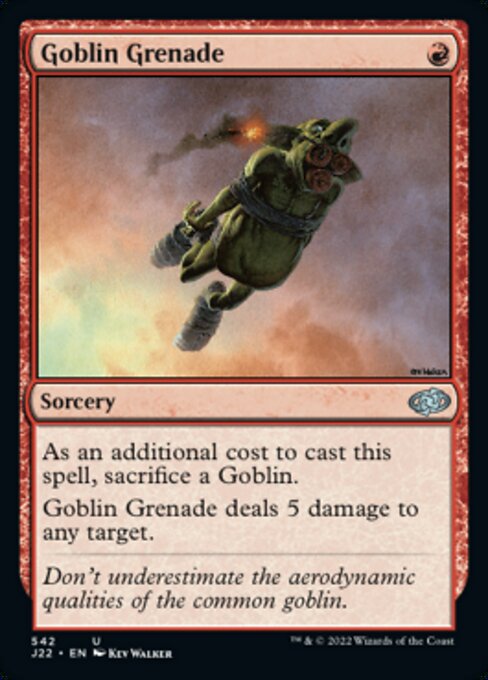 Goblin Grenade
Sorcery
As an additional cost to cast this
spell, sacrifice a Goblin.
Goblin Grenade deals 5 damage to
any target.
Don't underestimate the aerodynamic
qualities of the common goblin.
542 U
J22 • EN Kev Walker
™ & © 2022 Wizards of the Coast